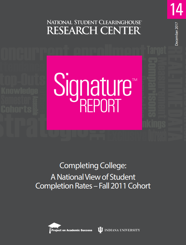 14
December 2017
NATIONAL STUDENT CLEARINGHOUSE
RESEARCH CENTER
Signature™
REPORT
Completing College:
A National View of Student
Completion Rates – Fall 2011 Cohort
Project on Academic Success
INDIANA UNIVERSITY